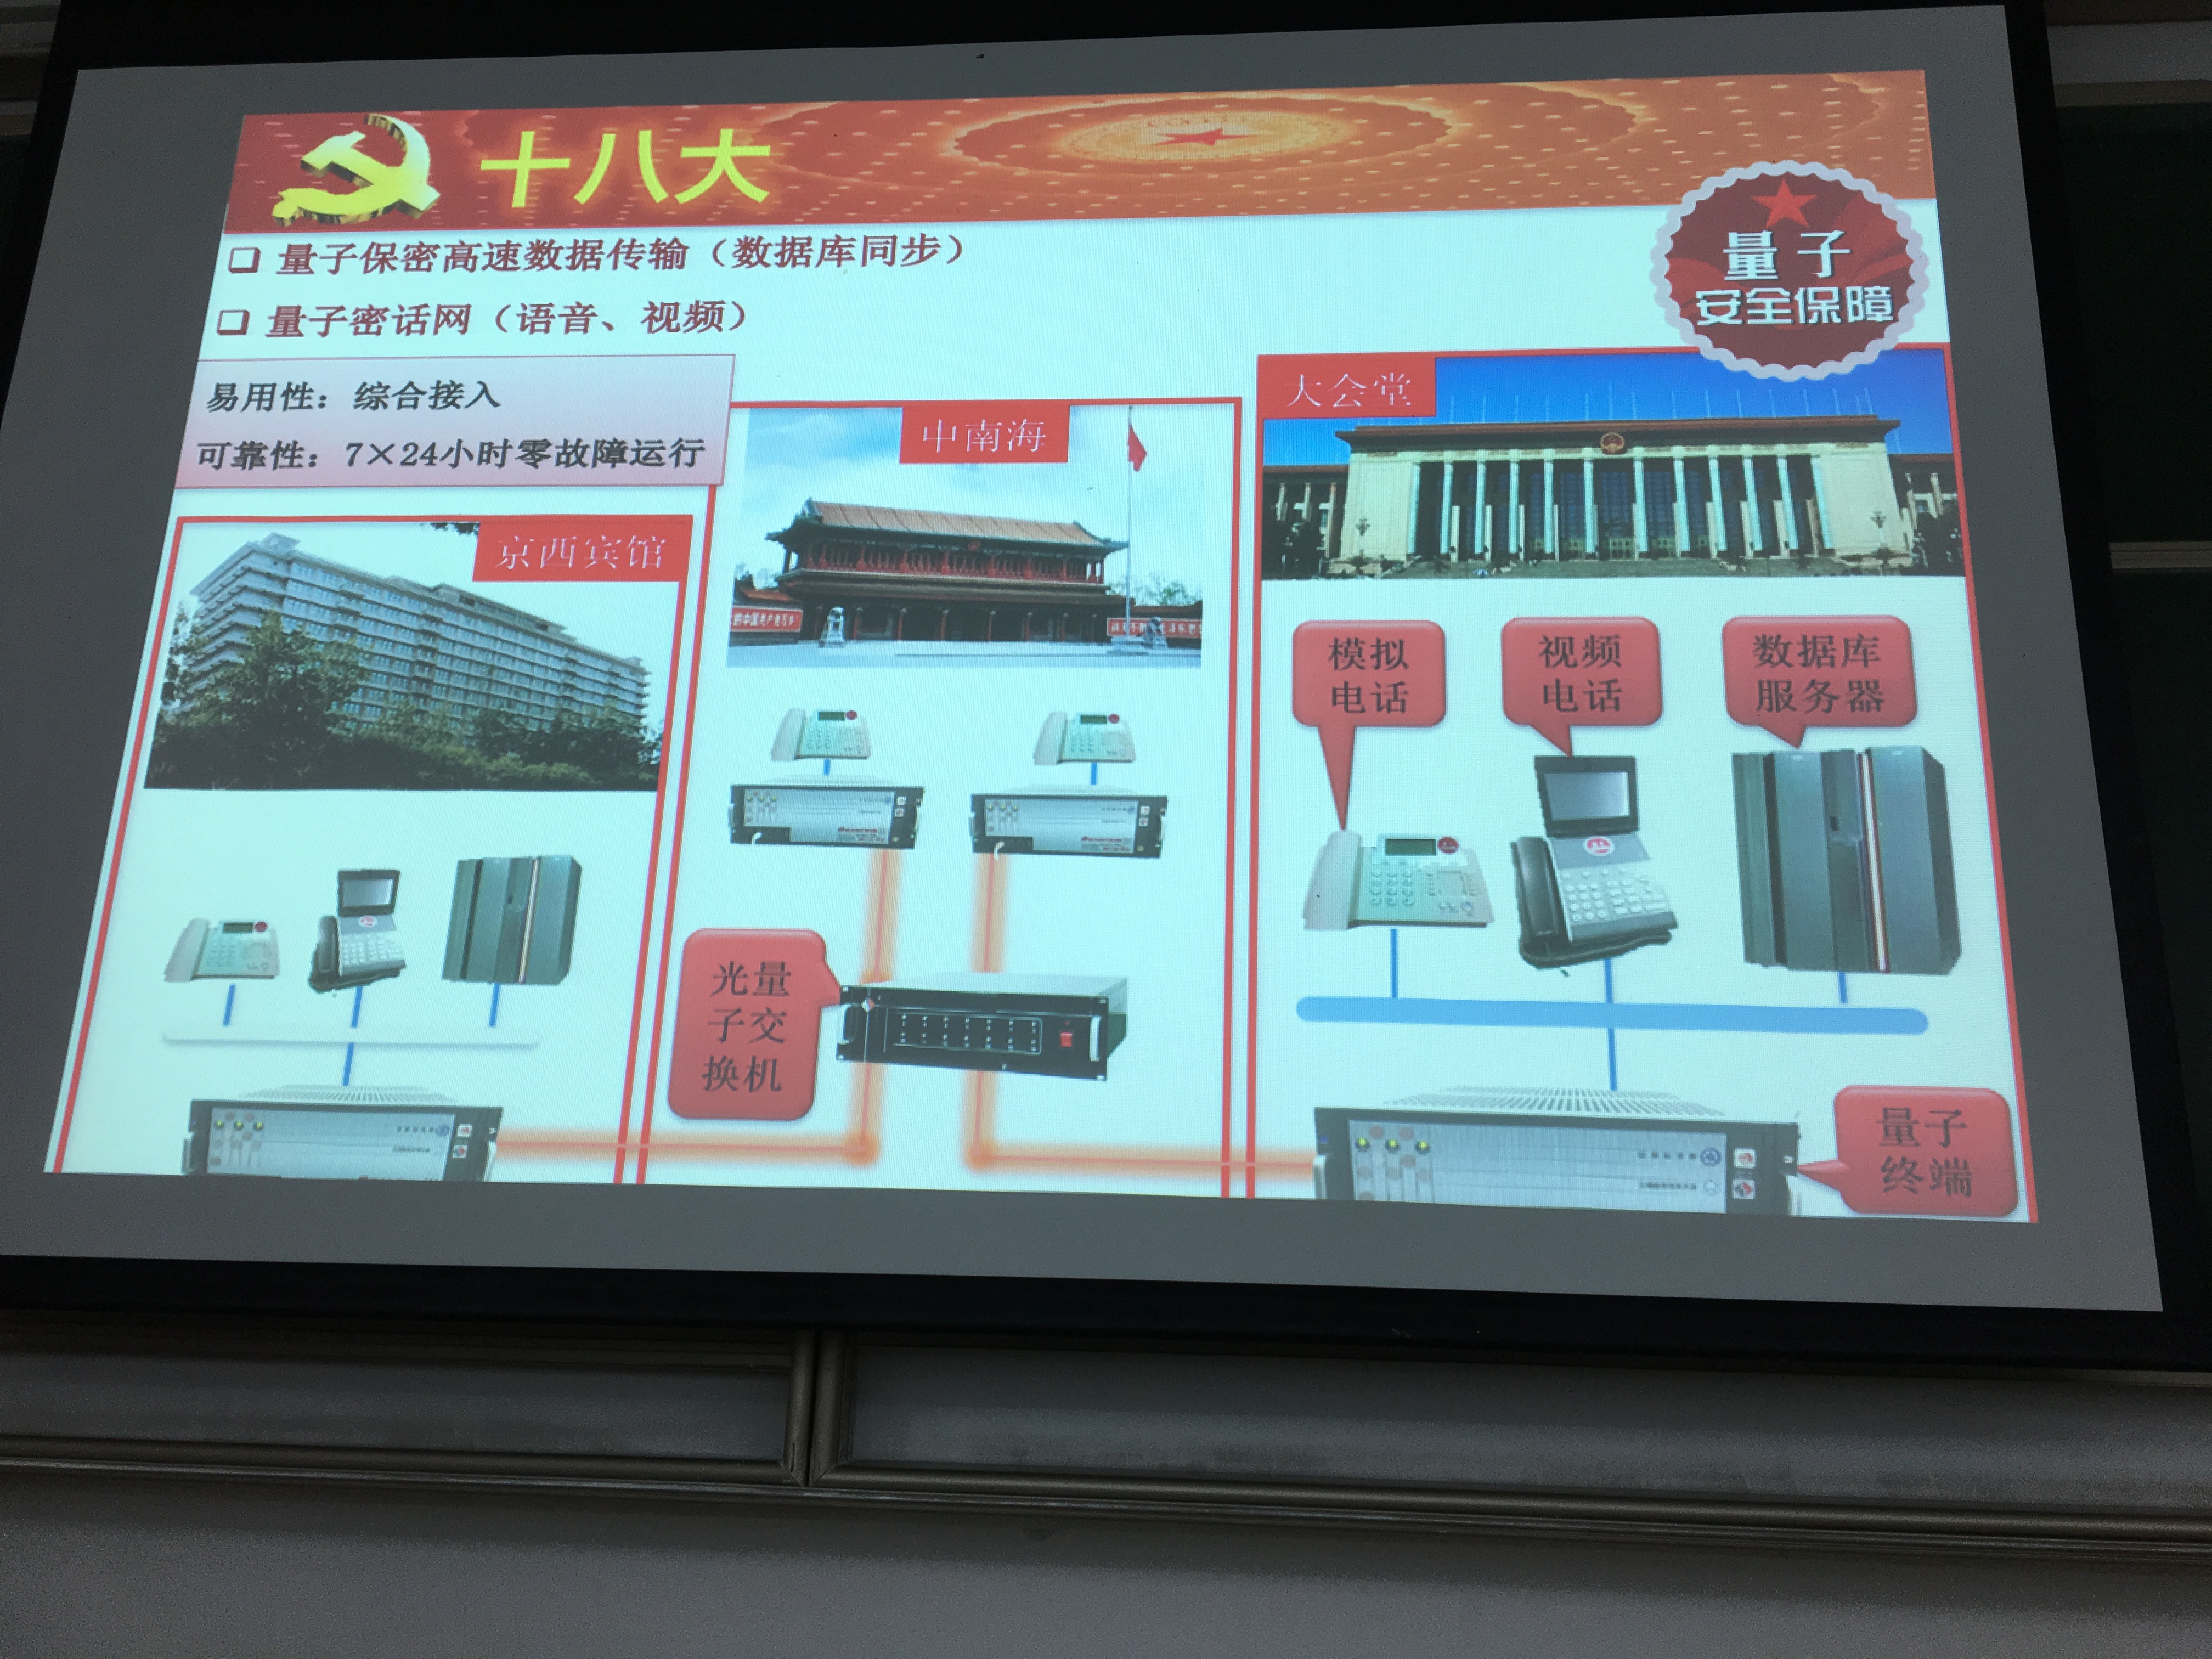 十八大
量子
安全保障
量子保密高速数据传输（数据库同步）
量子密话网（语音、视频）
易用性：综合接入
可靠性：7×24小时零故障运行
京西宾馆
中南海
大会堂
模拟
电话
视频
电话
数据库
服务器
光量
子交
换机
量子
终端